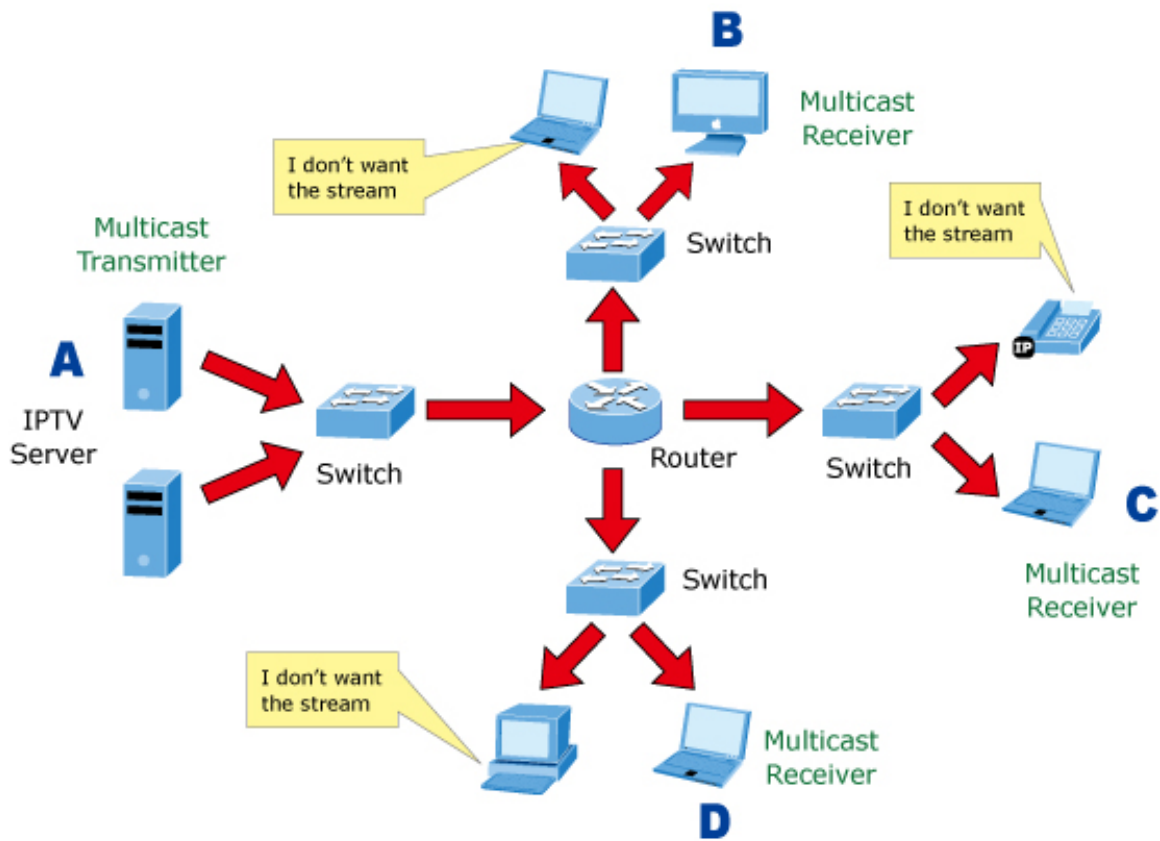 B
Multicast
Receiver
I don't want
the stream
Switch
I don't want
the stream
Multicast
Transmitter
A
IPTV
Server
Switch
Router
Switch
IP
C
Multicast
Receiver
Switch
I don't want
the stream
Multicast
Receiver
D